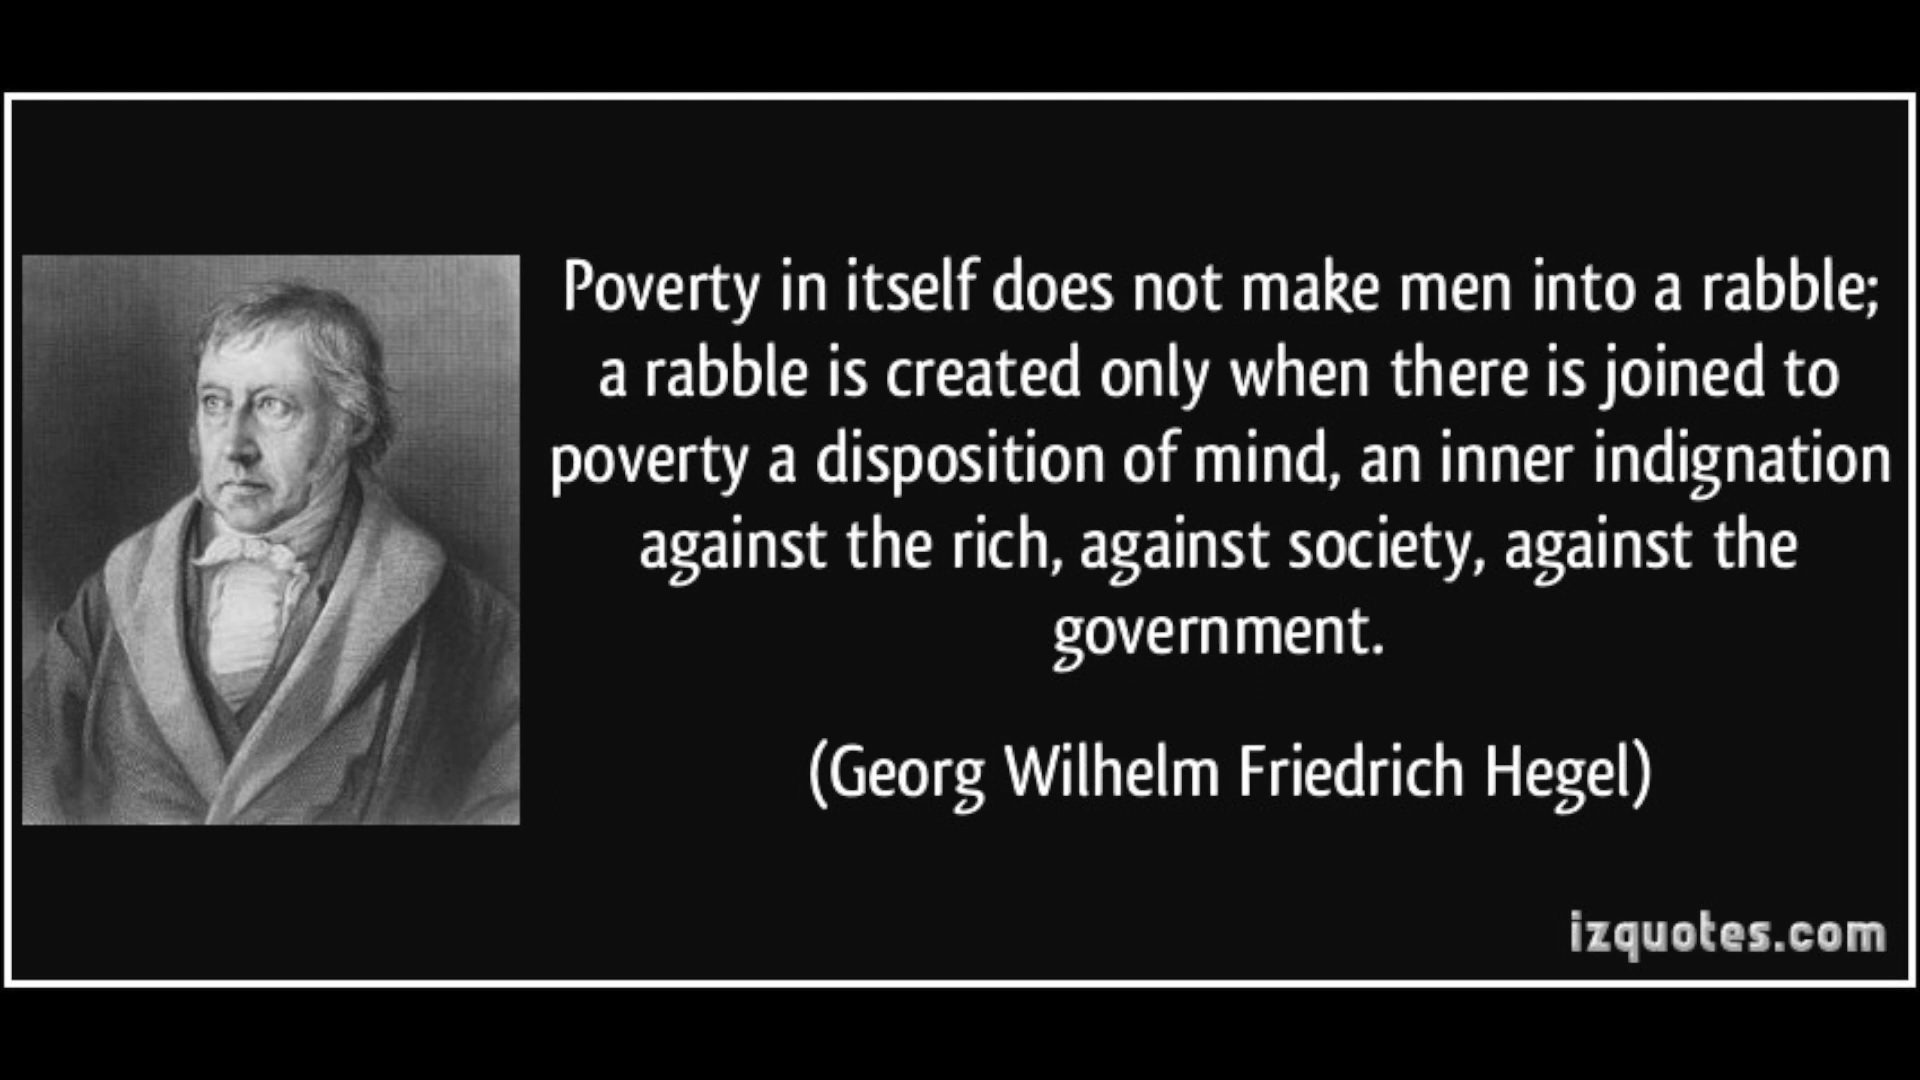 Poverty in itself does not make men into a rabble;
a rabble is created only when there is joined to
poverty a disposition of mind, an inner indignation
against the rich, against society, against the
government.
(Georg Wilhelm Friedrich Hegel)
izquotes.com